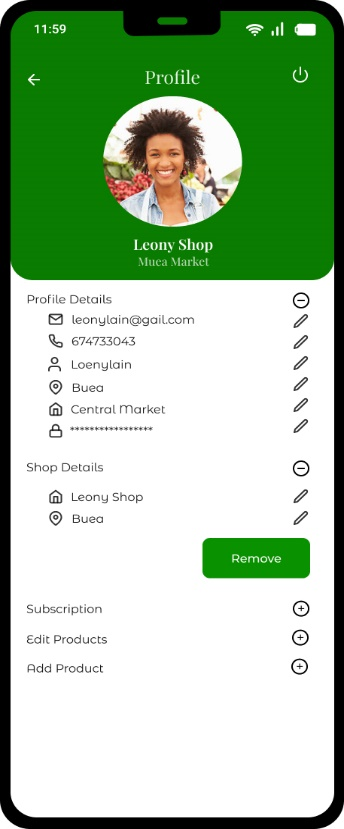 11:59
Profile
Leony Shop
Muea Market
Profile Details
leonylain@gail.com
674733043
Loenylain
Buea
Central Market
*****************
Shop Details
Leony Shop
Buea
Remove
Subscription
Edit Products
Add Product